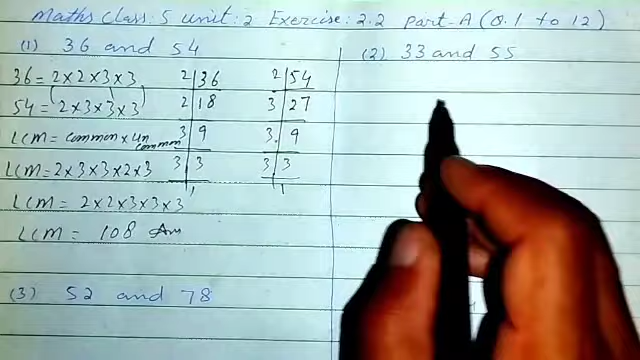 Maths Class: 5 unit: 2 Exercise: 2.2 part-A (Q.1 to 12)
(1) 36 and 54
36 = 2×2×3×3
54 = 2×3×3×3
LCM = common × un common
LCM = 2×3×3×2×3
LCM = 2×2×3×3×3
LCM = 108 Am
2 | 36
2 | 18
3 | 9
3 | 3
1
2 | 54
3 | 27
3 | 9
3 | 3
1
(2) 33 and 55
(3) 52 and 78